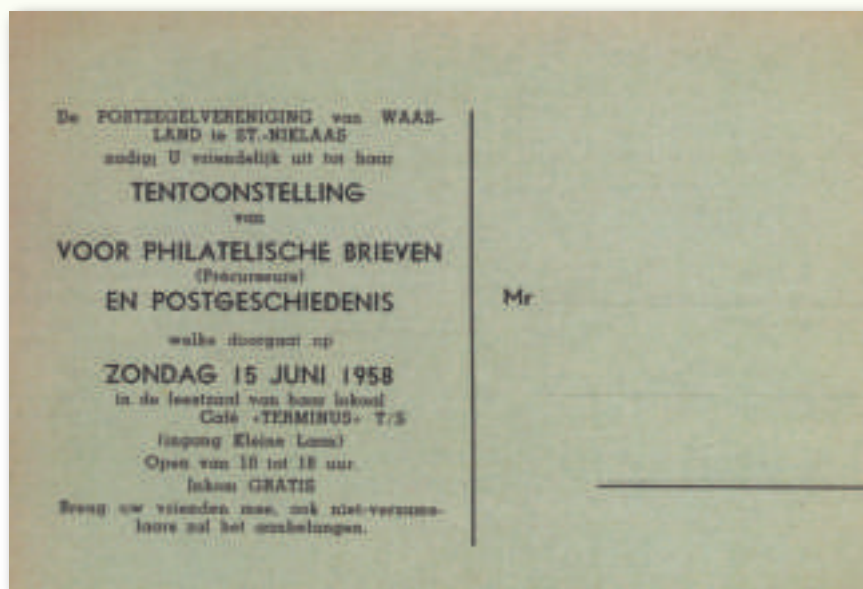 De POSTZEGELVERENIGING van WAAS-
LAND te ST.-NIKLAAS
nodigt U vriendelijk uit tot haar
TENTOONSTELLING
van
VOOR PHILATELISCHE BRIEVEN
(Précurseurs)
EN POSTGESCHIEDENIS
welke doorgaat op
ZONDAG 15 JUNI 1958
in de feestzaal van haar lokaal
Café «TERMINUS» T/S
(ingang Kleine Laan)
Open van 10 tot 18 uur.
Inkom GRATIS
Breng uw vrienden mee, ook niet-verzame-
laars zal het aanbelangen.
Mr